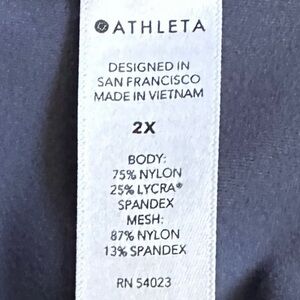 ATHLETA
DESIGNED IN
SAN FRANCISCO
MADE IN VIETNAM
2X
BODY:
75% NYLON
25% LYCRA®
SPANDEX
MESH:
87% NYLON
13% SPANDEX
RN 54023